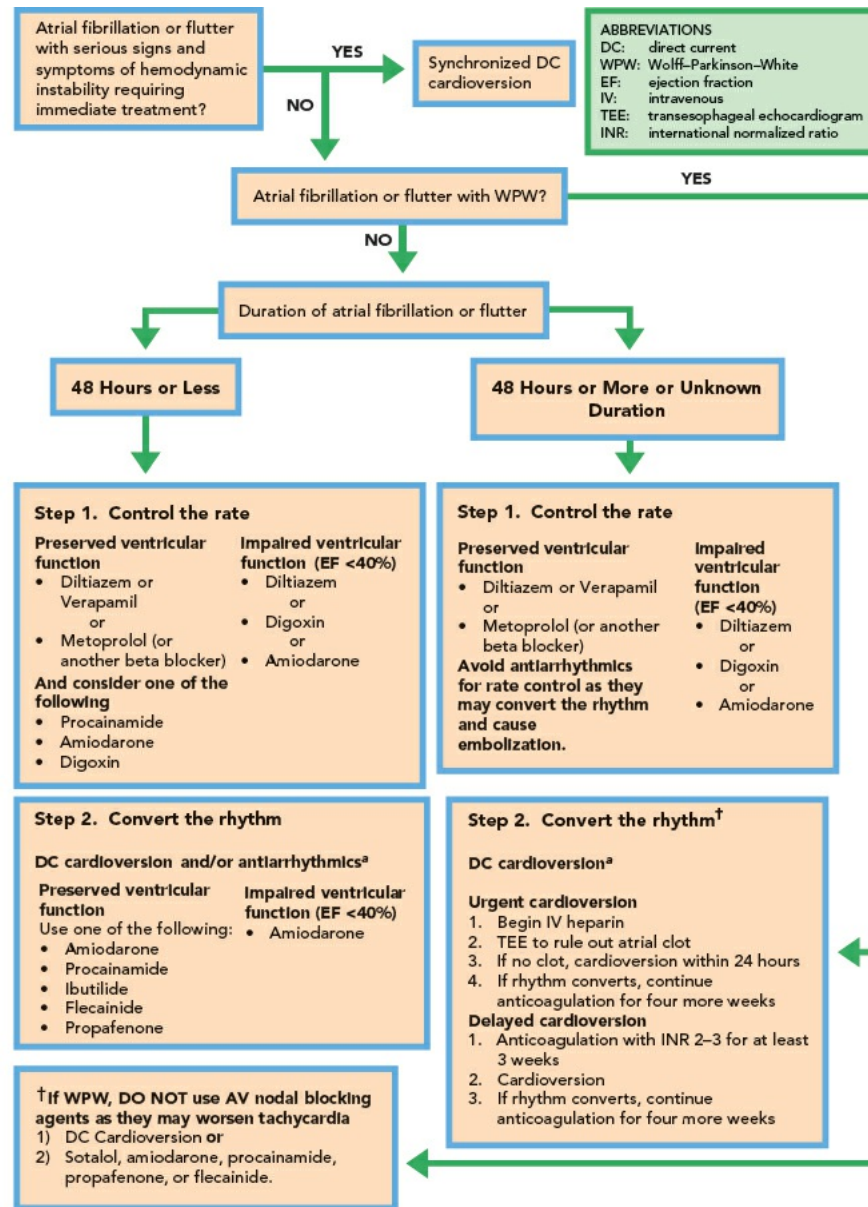 Atrial fibrillation or flutter
with serious signs and
symptoms of hemodynamic
instability requiring
immediate treatment?
YES
Synchronized DC
cardioversion
ABBREVIATIONS
DC: direct current
WPW: Wolff–Parkinson–White
EF: ejection fraction
IV: intravenous
TEE: transesophageal echocardiogram
INR: international normalized ratio
NO
Atrial fibrillation or flutter with WPW?
YES
NO
Duration of atrial fibrillation or flutter
48 Hours or Less
48 Hours or More or Unknown
Duration
Step 1. Control the rate
Preserved ventricular
function
• Diltiazem or
Verapamil
or
• Metoprolol (or
another beta blocker)
And consider one of the
following
• Procainamide
• Amiodarone
• Digoxin
Impaired ventricular
function (EF <40%)
• Diltiazem
or
• Digoxin
or
• Amiodarone
Step 1. Control the rate
Preserved ventricular
function
• Diltiazem or Verapamil
or
• Metoprolol (or another
beta blocker)
Avoid antiarrhythmics
for rate control as they
may convert the rhythm
and cause
embolization.
Impaired
ventricular
function
(EF <40%)
• Diltiazem
or
• Digoxin
or
• Amiodarone
Step 2. Convert the rhythm
DC cardioversion and/or antiarrhythmicsª
Preserved ventricular
function
Use one of the following:
• Amiodarone
• Procainamide
• Ibutilide
• Flecainide
• Propafenone
Impaired ventricular
function (EF <40%)
• Amiodarone
Step 2. Convert the rhythm†
DC cardioversionª
Urgent cardioversion
1. Begin IV heparin
2. TEE to rule out atrial clot
3. If no clot, cardioversion within 24 hours
4. If rhythm converts, continue
anticoagulation for four more weeks
Delayed cardioversion
1. Anticoagulation with INR 2–3 for at least
3 weeks
2. Cardioversion
3. If rhythm converts, continue
anticoagulation for four more weeks
†If WPW, DO NOT use AV nodal blocking
agents as they may worsen tachycardia
1) DC Cardioversion or
2) Sotalol, amiodarone, procainamide,
propafenone, or flecainide.